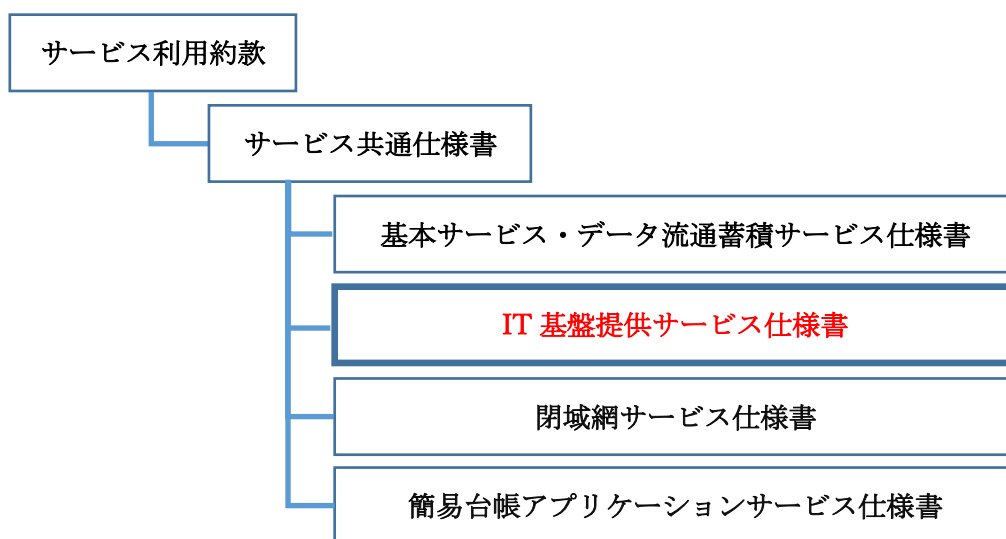 サービス利用約款
サービス共通仕様書
基本サービス・データ流通蓄積サービス仕様書
IT 基盤提供サービス仕様書
閉域網サービス仕様書
簡易台帳アプリケーションサービス仕様書